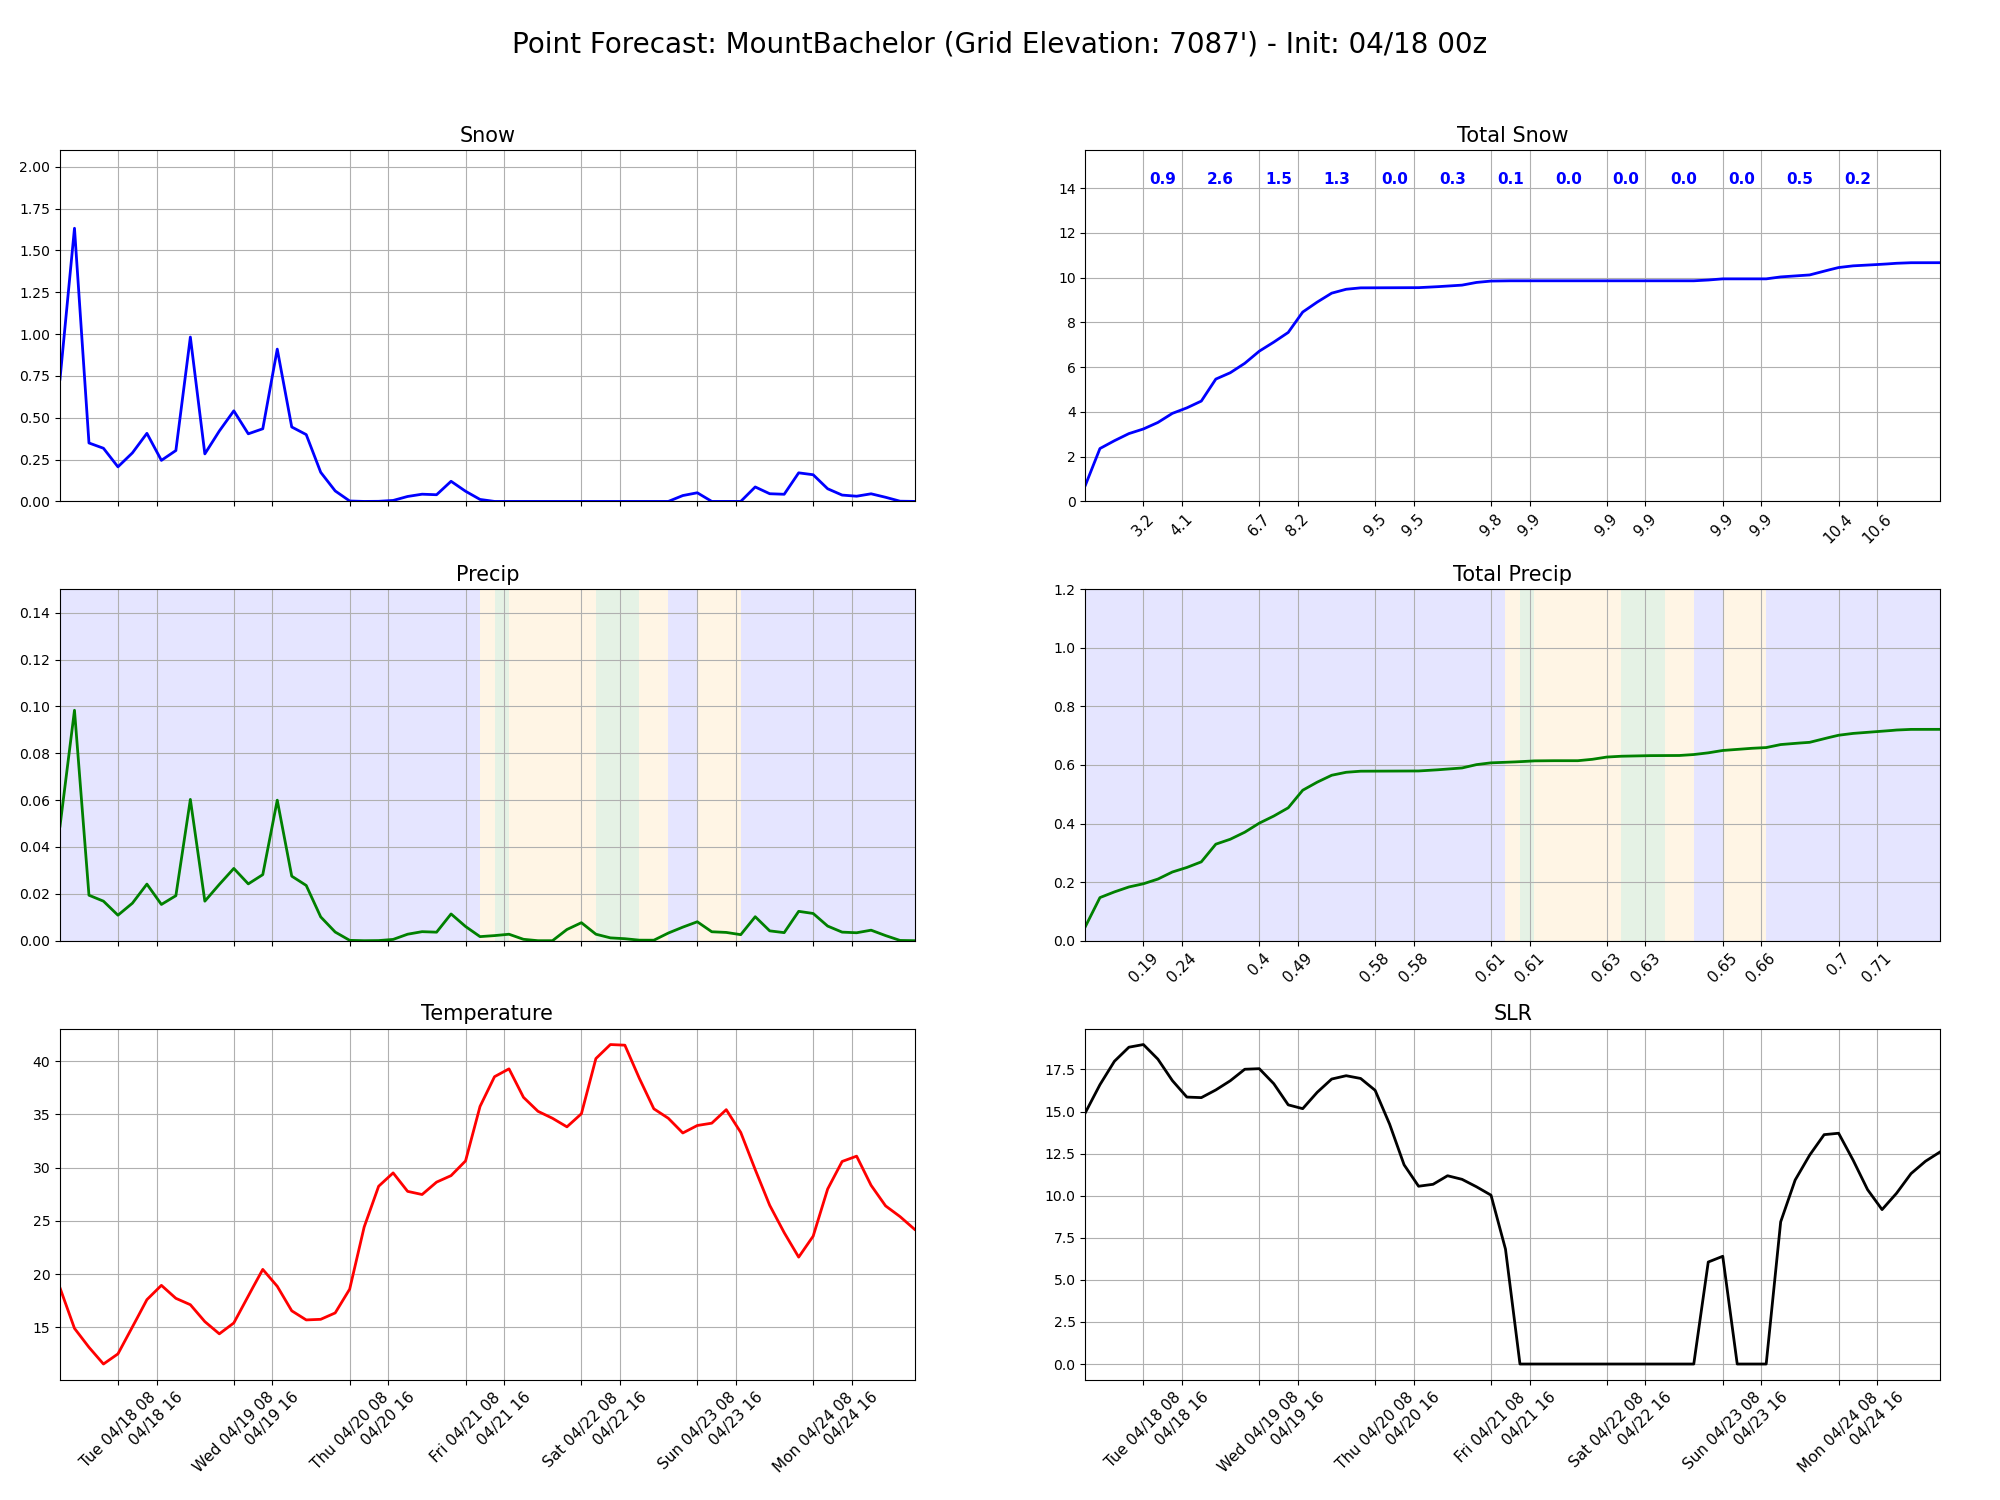 Point Forecast: MountBachelor (Grid Elevation: 7087') - Init: 04/18 00z
Snow
2.00
1.75
1.50
1.25
1.00
0.75
0.50
0.25
0.00
Total Snow
0.9 2.6 1.5 1.3 0.0 0.3 0.1 0.0 0.0 0.0 0.0 0.5 0.2
14
12
10
8
6
4
2
0
3.2 4.1 6.7 8.2 9.5 9.5 9.8 9.9 9.9 9.9 9.9 9.9 10.4 10.6
Precip
0.14
0.12
0.10
0.08
0.06
0.04
0.02
0.00
Total Precip
1.2
1.0
0.8
0.6
0.4
0.2
0.0
0.19 0.24 0.4 0.49 0.58 0.58 0.61 0.61 0.63 0.63 0.65 0.66 0.7 0.71
Temperature
40
35
30
25
20
15
Tue 04/18 08
04/18 16
Wed 04/19 08
04/19 16
Thu 04/20 08
04/20 16
Fri 04/21 08
04/21 16
Sat 04/22 08
04/22 16
Sun 04/23 08
04/23 16
Mon 04/24 08
04/24 16
SLR
17.5
15.0
12.5
10.0
7.5
5.0
2.5
0.0
Tue 04/18 08
04/18 16
Wed 04/19 08
04/19 16
Thu 04/20 08
04/20 16
Fri 04/21 08
04/21 16
Sat 04/22 08
04/22 16
Sun 04/23 08
04/23 16
Mon 04/24 08
04/24 16